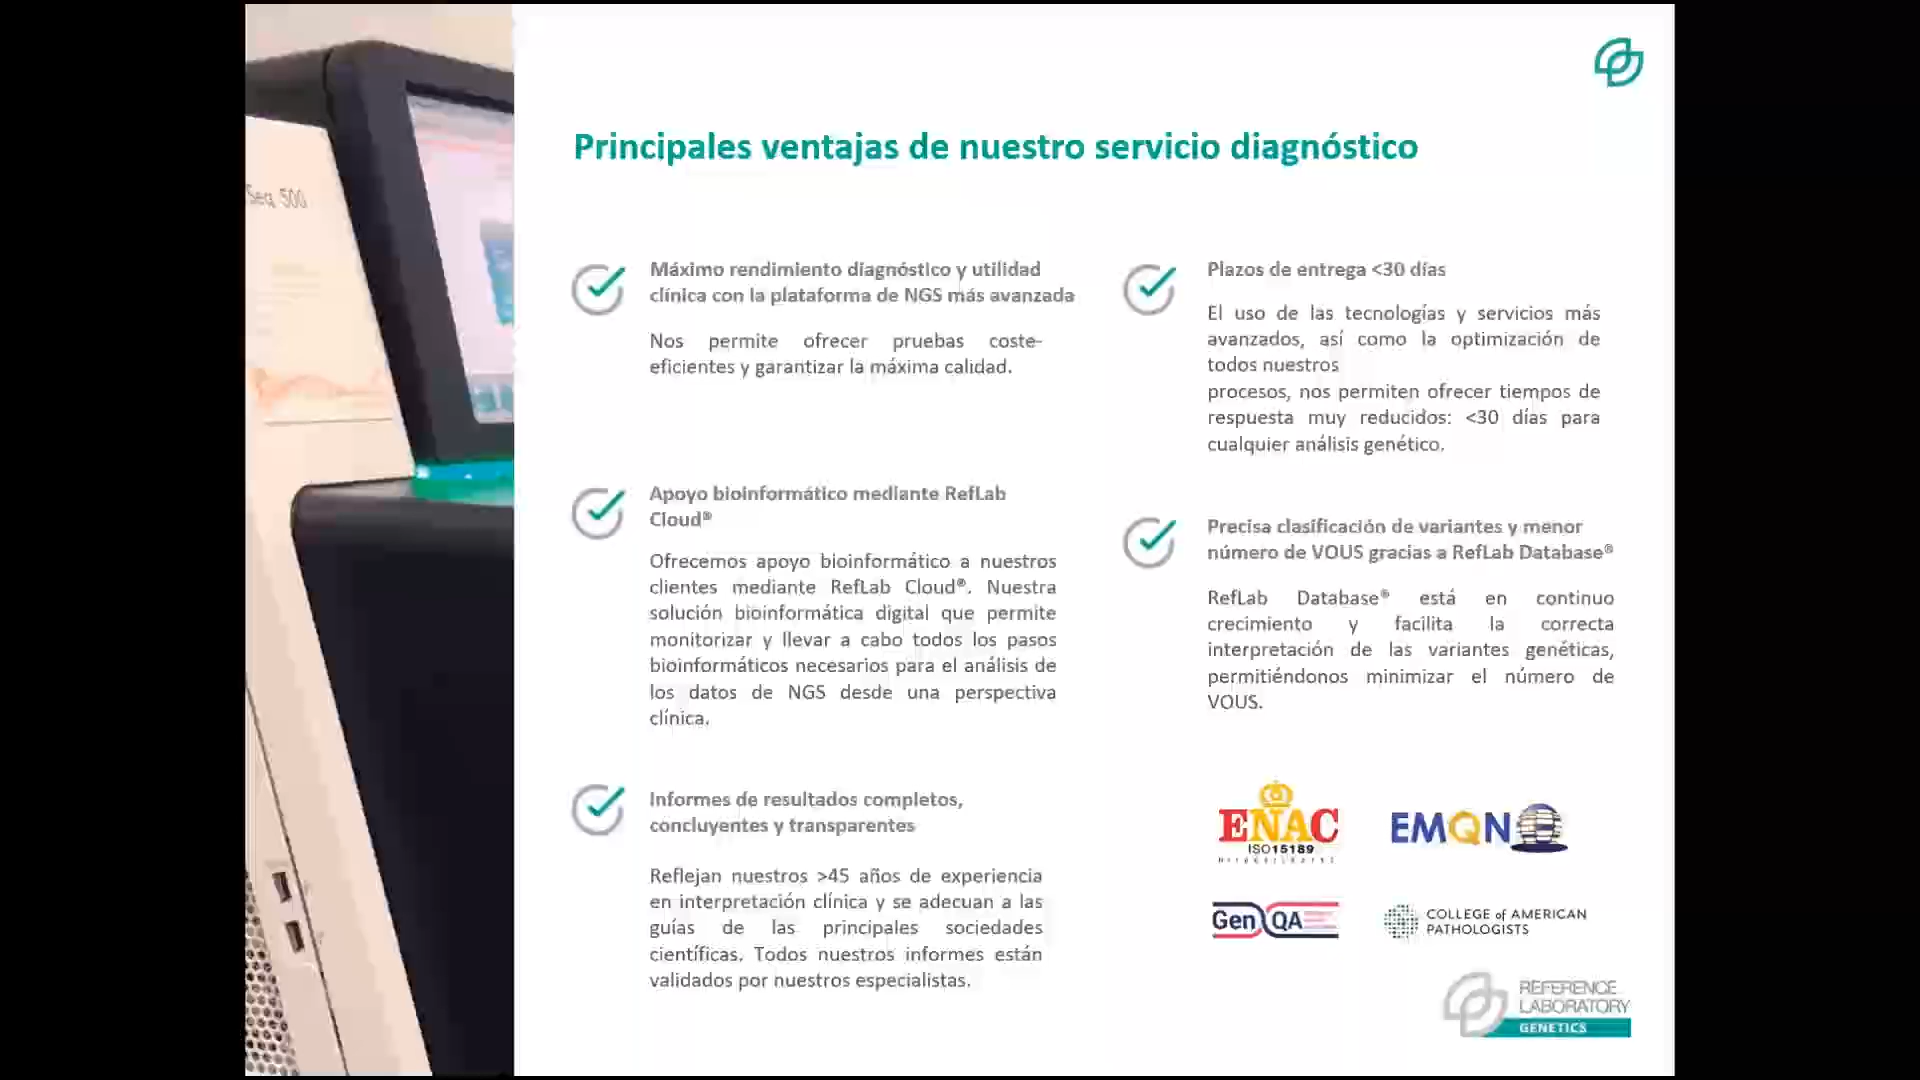 Seq 500
Principales ventajas de nuestro servicio diagnóstico
Máximo rendimiento diagnóstico y utilidad
clínica con la plataforma de NGS más avanzada
Nos permite ofrecer pruebas coste-
eficientes y garantizar la máxima calidad.
Apoyo bioinformático mediante RefLab
Cloud®
Ofrecemos apoyo bioinformático a nuestros
clientes mediante RefLab Cloud®. Nuestra
solución bioinformática digital que permite
monitorizar y llevar a cabo todos los pasos
bioinformáticos necesarios para el análisis de
los datos de NGS desde una perspectiva
clínica.
Informes de resultados completos,
concluyentes y transparentes
Reflejan nuestros >45 años de experiencia
en interpretación clínica y se adecuan a las
guías de las principales sociedades
científicas. Todos nuestros informes están
validados por nuestros especialistas.
Plazos de entrega <30 días
El uso de las tecnologías y servicios más
avanzados, así como la optimización de
todos nuestros
procesos, nos permiten ofrecer tiempos de
respuesta muy reducidos: <30 días para
cualquier análisis genético.
Precisa clasificación de variantes y menor
número de VOUS gracias a RefLab Database®
RefLab Database® está en continuo
crecimiento y facilita la correcta
interpretación de las variantes genéticas,
permitiéndonos minimizar el número de
VOUS.
ENAC
ISO15189
EMQN
GenQA
COLLEGE of AMERICAN
PATHOLOGISTS
REFERENCE
LABORATORY
GENETICS